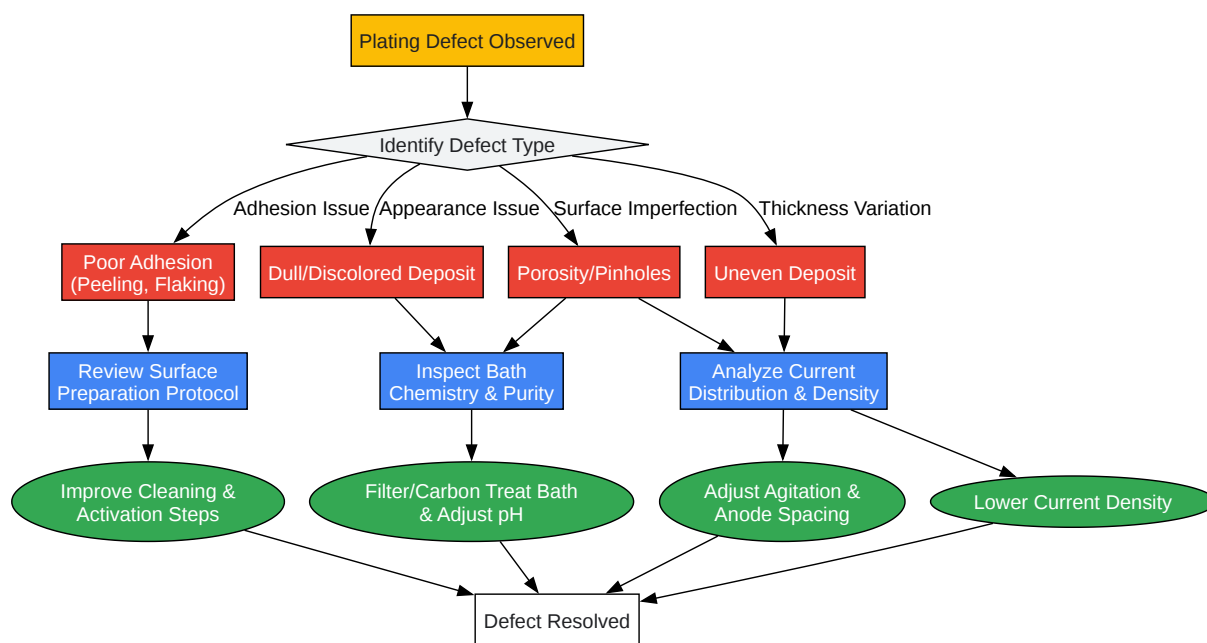 Plating Defect Observed
Identify Defect Type
Adhesion Issue
Appearance Issue
Surface Imperfection
Thickness Variation
Poor Adhesion
(Peeling, Flaking)
Dull/Discolored Deposit
Porosity/Pinholes
Uneven Deposit
Review Surface
Preparation Protocol
Inspect Bath
Chemistry & Purity
Analyze Current
Distribution & Density
Improve Cleaning &
Activation Steps
Filter/Carbon Treat Bath
& Adjust pH
Adjust Agitation &
Anode Spacing
Lower Current Density
Defect Resolved